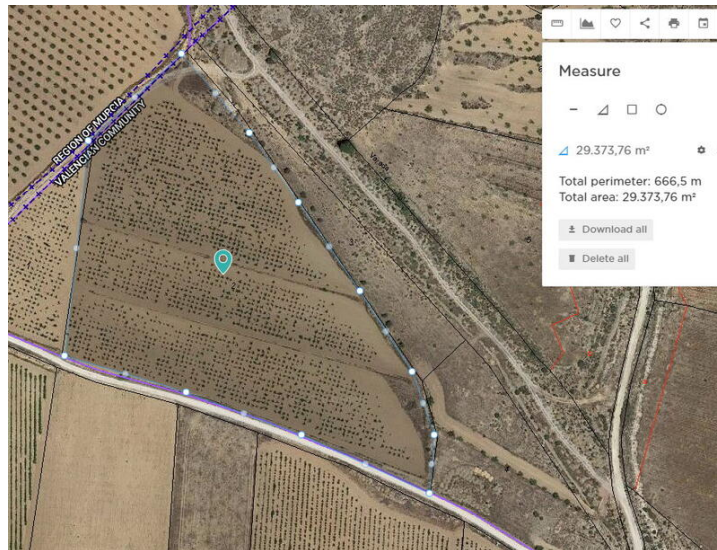 REGION OF MURCIA
VALENCIAN COMMUNITY
Measure
29.373,76 m²
Total perimeter: 666,5 m
Total area: 29.373,76 m²
Download all
Delete all